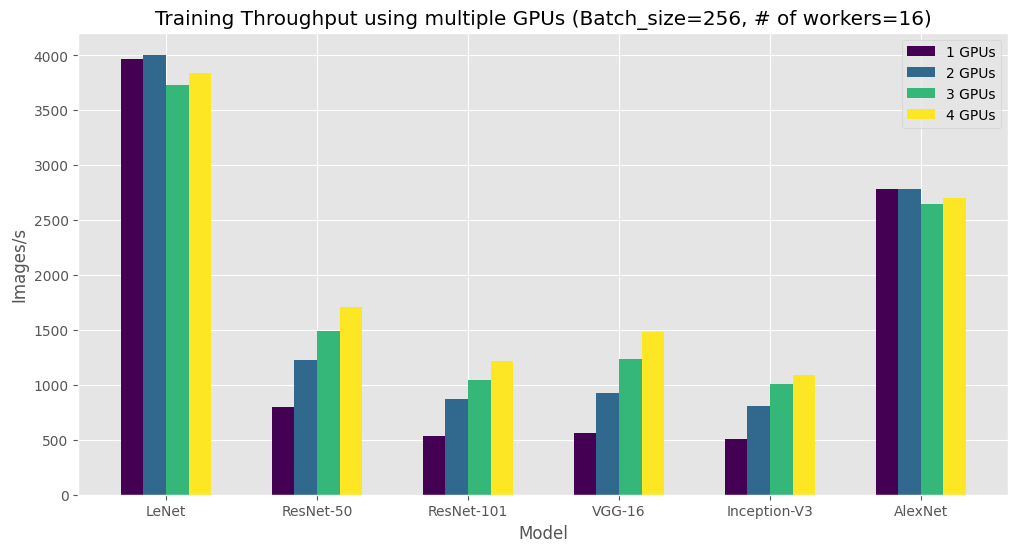 Training Throughput using multiple GPUs (Batch_size=256, # of workers=16)
1 GPUs
2 GPUs
3 GPUs
4 GPUs
Images/s
4000
3500
3000
2500
2000
1500
1000
500
0
LeNet
ResNet-50
ResNet-101
VGG-16
Inception-V3
AlexNet
Model